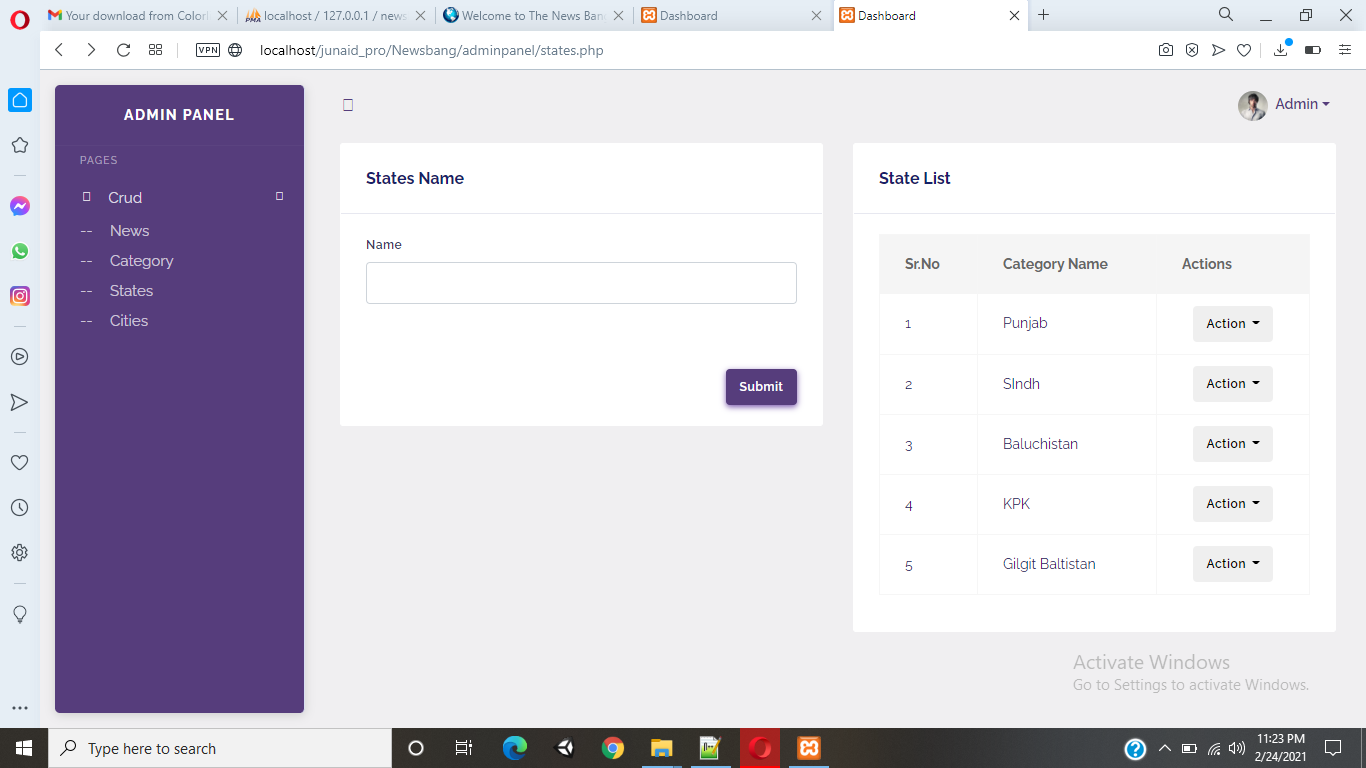 Your download from Colorl
localhost / 127.0.0.1 / news
Welcome to The News Ban
Dashboard
Dashboard
VPN
localhost/junaid_pro/Newsbang/adminpanel/states.php
ADMIN PANEL
Admin
PAGES
Crud
-- News
-- Category
-- States
-- Cities
States Name
Name
Submit
State List
Sr.No Category Name Actions
1 Punjab Action
2 SIndh Action
3 Baluchistan Action
4 KPK Action
5 Gilgit Baltistan Action
Activate Windows
Go to Settings to activate Windows.
Type here to search
11:23 PM
2/24/2021